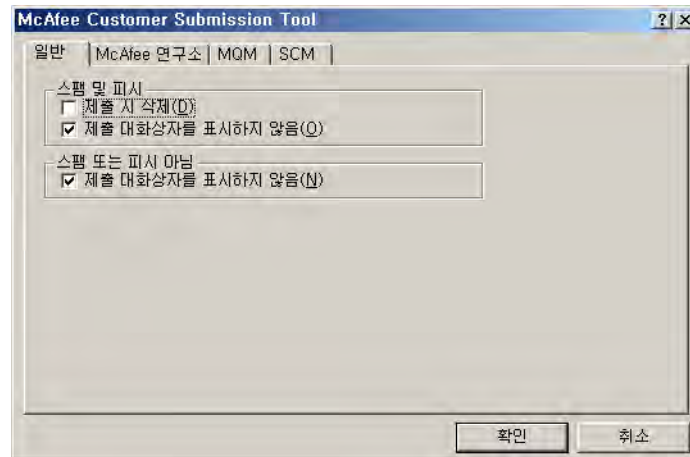 McAfee Customer Submission Tool
일반 McAfee 연구소 MQM SCM
스팸 및 피시
제출 시 삭제(D)
제출 대화상자를 표시하지 않음(O)
스팸 또는 피시 아님
제출 대화상자를 표시하지 않음(N)
확인 취소